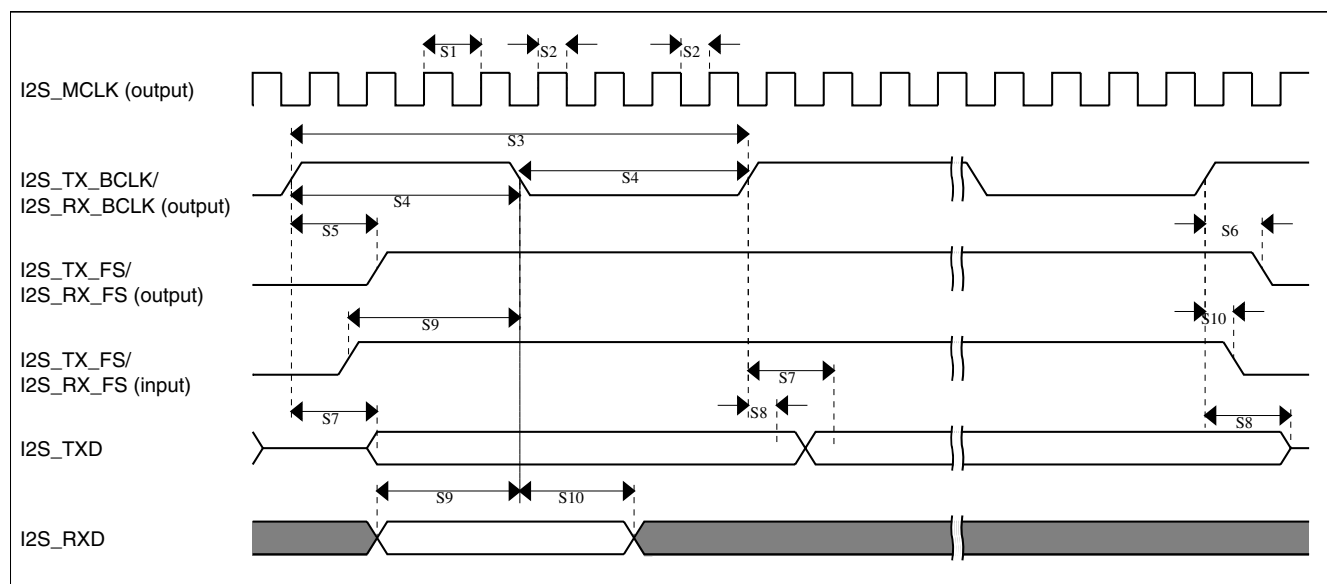 S1
S2
S2
I2S_MCLK (output)
S3
I2S_TX_BCLK/
I2S_RX_BCLK (output)
S4
S4
S5
S6
I2S_TX_FS/
I2S_RX_FS (output)
S9
S10
I2S_TX_FS/
I2S_RX_FS (input)
S7
S7
S8
S8
I2S_TXD
S9
S10
I2S_RXD